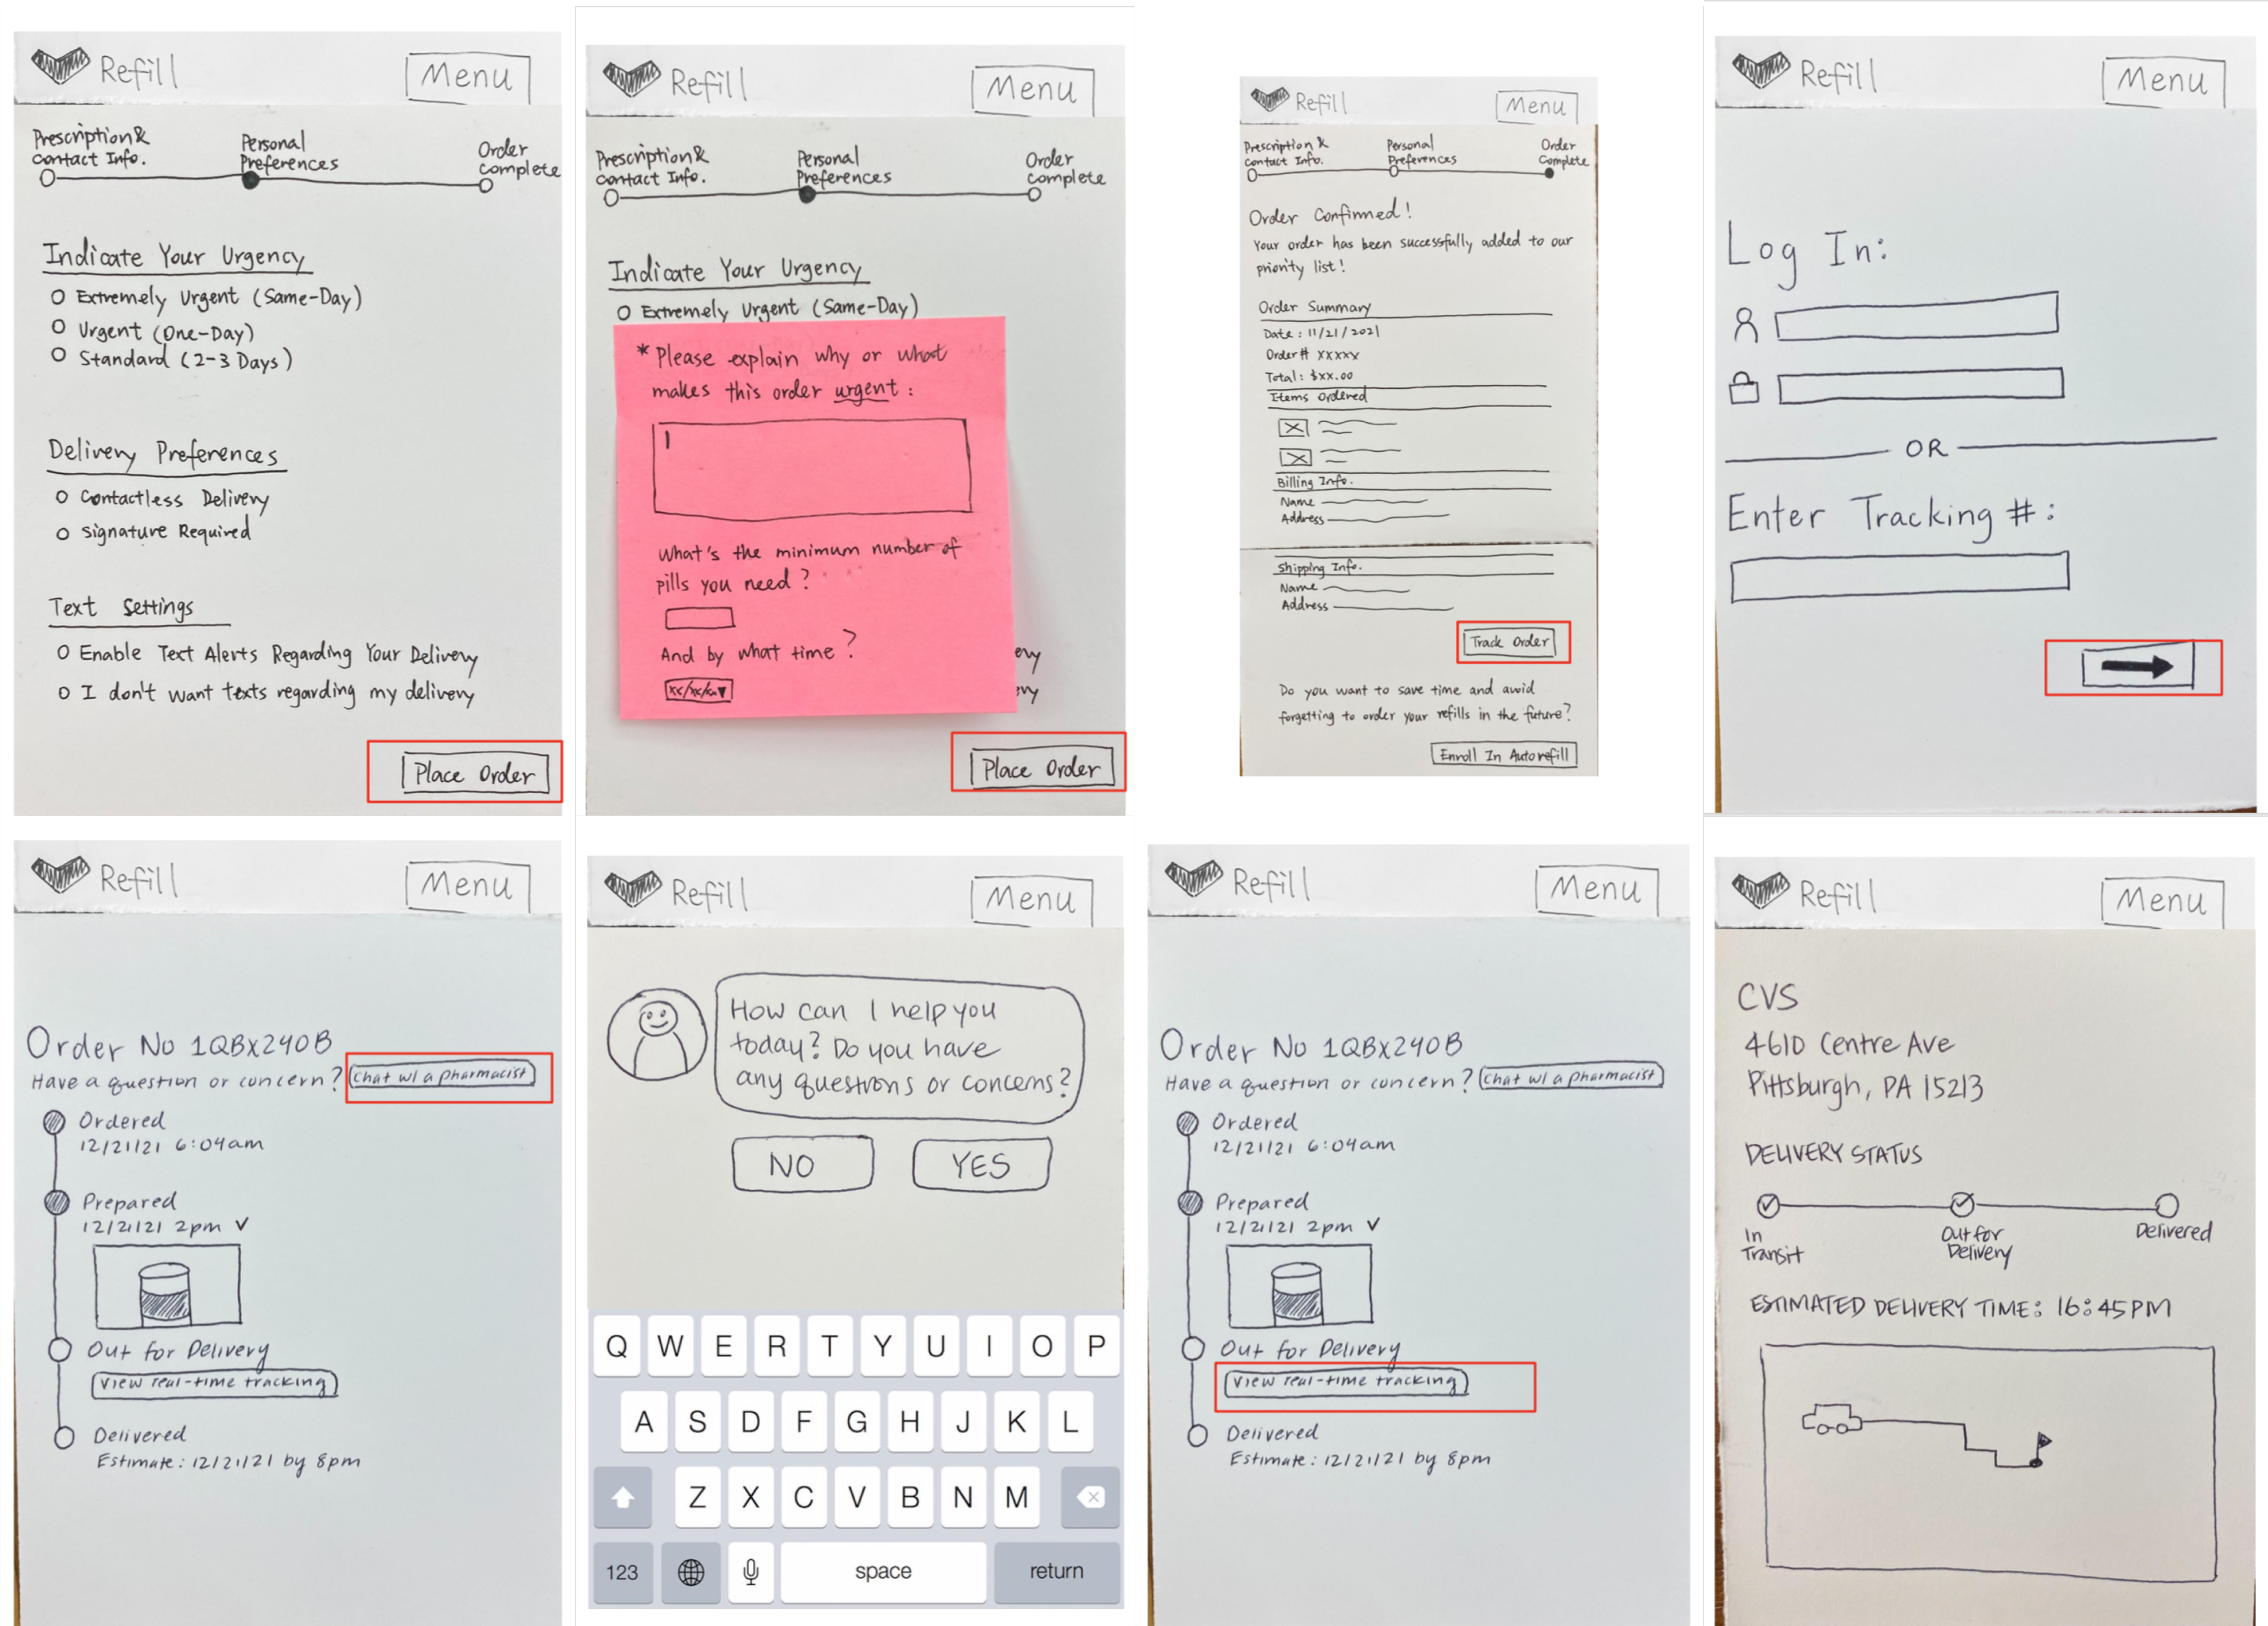 Refill
Menu
Prescription &
Contact Info.
Personal
Preferences
Order
Complete
Indicate Your Urgency
Extremely Urgent (Same-Day)
Urgent (One-Day)
Standard (2-3 Days)
Delivery Preferences
Contactless Delivery
Signature Required
Text Settings
Enable Text Alerts Regarding Your Delivery
I don't want texts regarding my delivery
Place Order
Refill
Menu
Prescription &
Contact Info.
Personal
Preferences
Order
Complete
Indicate Your Urgency
Extremely Urgent (Same-Day)
*Please explain why or what
makes this order urgent:
What's the minimum number of
pills you need?
And by what time?
xx/xx/xx
ery
ery
Place Order
Refill
Menu
Prescription &
Contact Info.
Personal
Preferences
Order
Complete
Order Confirmed!
Your order has been successfully added to our
priority list!
Order Summary
Date: 11/21/2021
Order# xxxxx
Total: $xx.00
Items Ordered
Billing Info.
Name
Address
Shipping Info.
Name
Address
Track Order
Do you want to save time and avoid
forgetting to order your refills in the future?
Enroll In Autorefill
Refill
Menu
Log In:
OR
Enter Tracking #:
Refill
Menu
Order No 1QBX240B
Have a question or concern? Chat w/ a pharmacist
Ordered
12/21/21 6:04am
Prepared
12/21/21 2pm ✓
Out for Delivery
View real-time tracking
Delivered
Estimate: 12/21/21 by 8pm
Refill
Menu
How can I help you
today? Do you have
any questions or concerns?
NO YES
Q W E R T Y U I O P
A S D F G H J K L
Z X C V B N M
123 space return
Refill
Menu
Order No 1QBX240B
Have a question or concern? Chat w/ a pharmacist
Ordered
12/21/21 6:04am
Prepared
12/21/21 2pm ✓
Out for Delivery
View real-time tracking
Delivered
Estimate: 12/21/21 by 8pm
Refill
Menu
CVS
4610 Centre Ave
Pittsburgh, PA 15213
DELIVERY STATUS
In
Transit
Out for
Delivery
Delivered
ESTIMATED DELIVERY TIME: 16:45PM